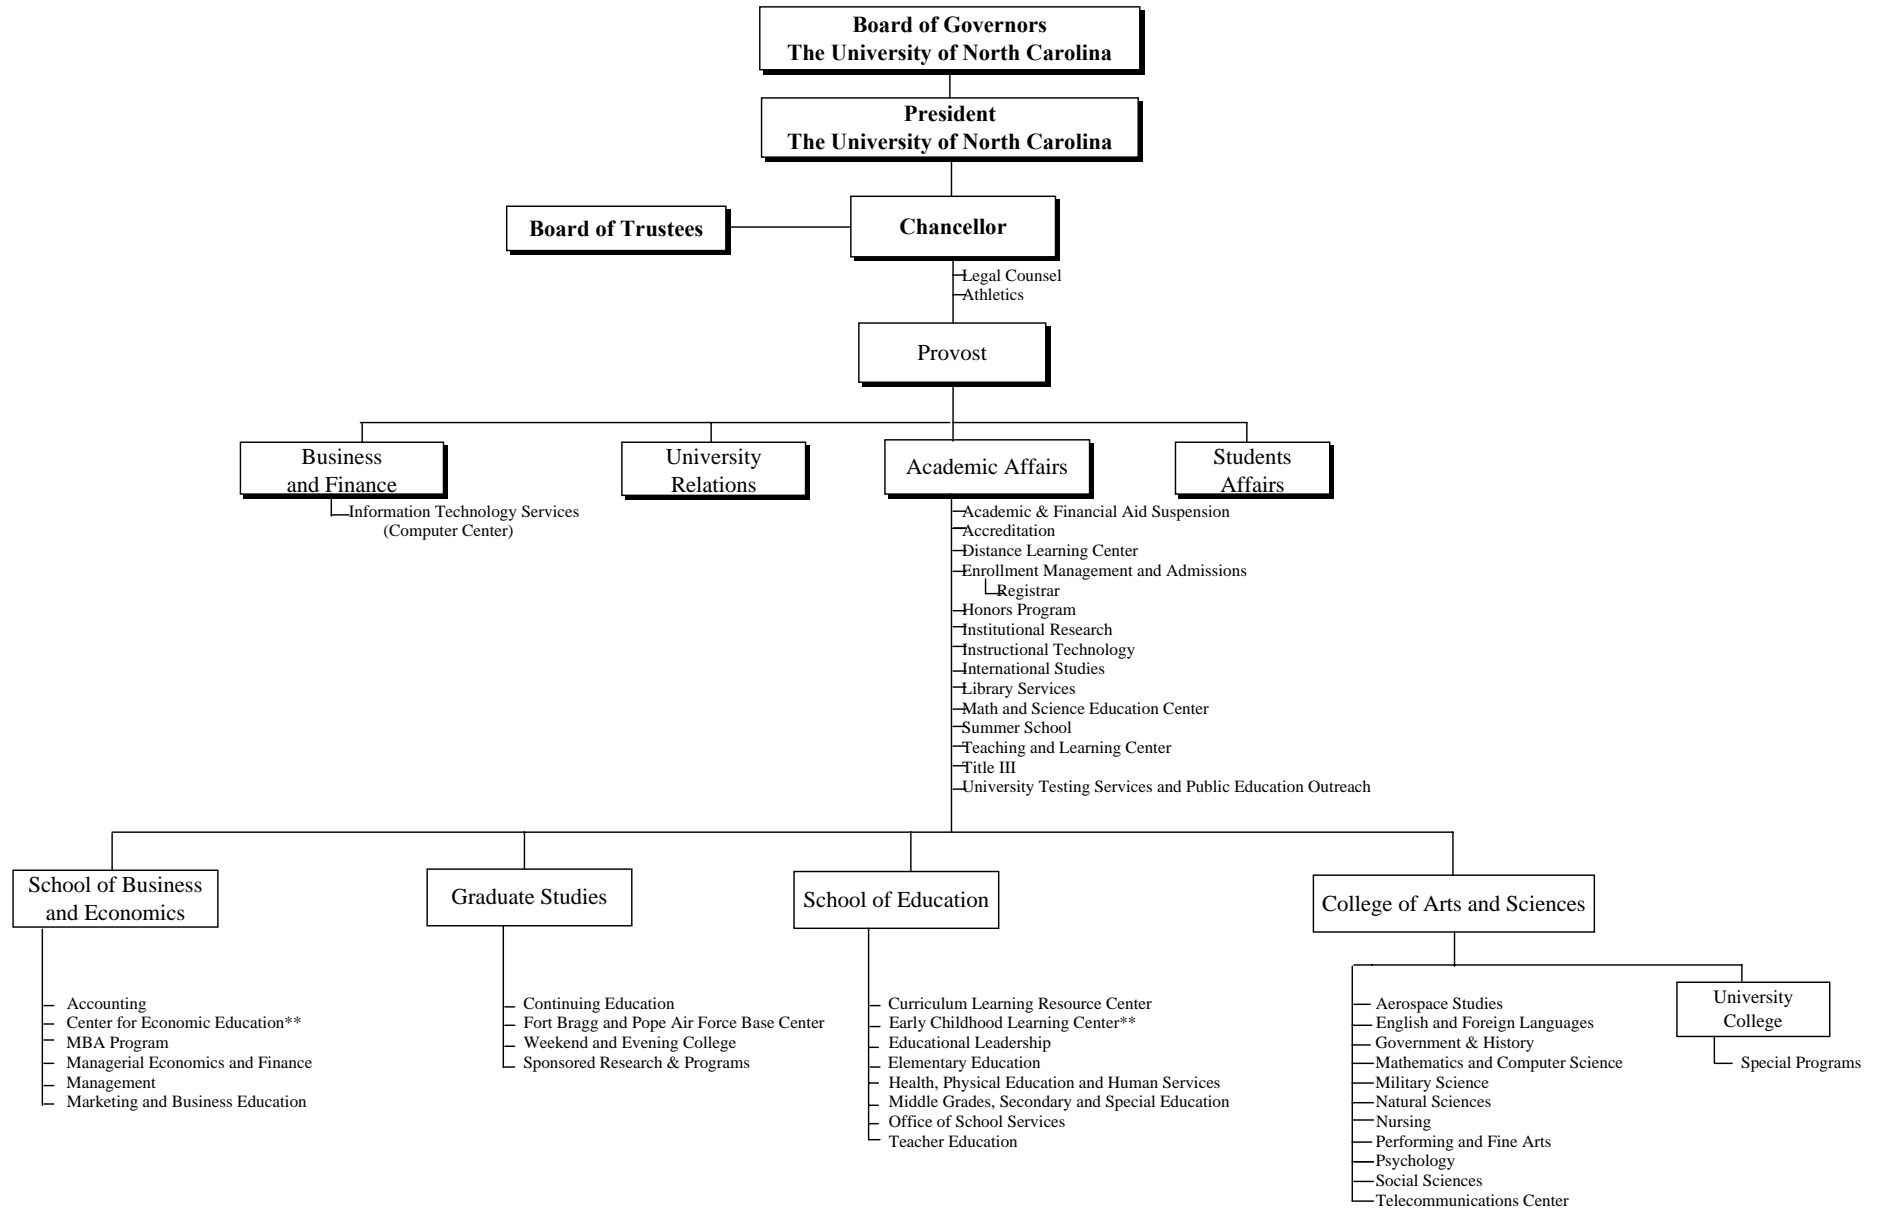 Board of Governors
The University of North Carolina
President
The University of North Carolina
Board of Trustees
Chancellor
Legal Counsel
Athletics
Provost
Business
and Finance
University
Relations
Academic Affairs
Students
Affairs
Information Technology Services
(Computer Center)
Academic & Financial Aid Suspension
Accreditation
Distance Learning Center
Enrollment Management and Admissions
Registrar
Honors Program
Institutional Research
Instructional Technology
International Studies
Library Services
Math and Science Education Center
Summer School
Teaching and Learning Center
Title III
University Testing Services and Public Education Outreach
School of Business
and Economics
Graduate Studies
School of Education
College of Arts and Sciences
Accounting
Center for Economic Education**
MBA Program
Managerial Economics and Finance
Management
Marketing and Business Education
Continuing Education
Fort Bragg and Pope Air Force Base Center
Weekend and Evening College
Sponsored Research & Programs
Curriculum Learning Resource Center
Early Childhood Learning Center**
Educational Leadership
Elementary Education
Health, Physical Education and Human Services
Middle Grades, Secondary and Special Education
Office of School Services
Teacher Education
Aerospace Studies
English and Foreign Languages
Government & History
Mathematics and Computer Science
Military Science
Natural Sciences
Nursing
Performing and Fine Arts
Psychology
Social Sciences
Telecommunications Center
University
College
Special Programs